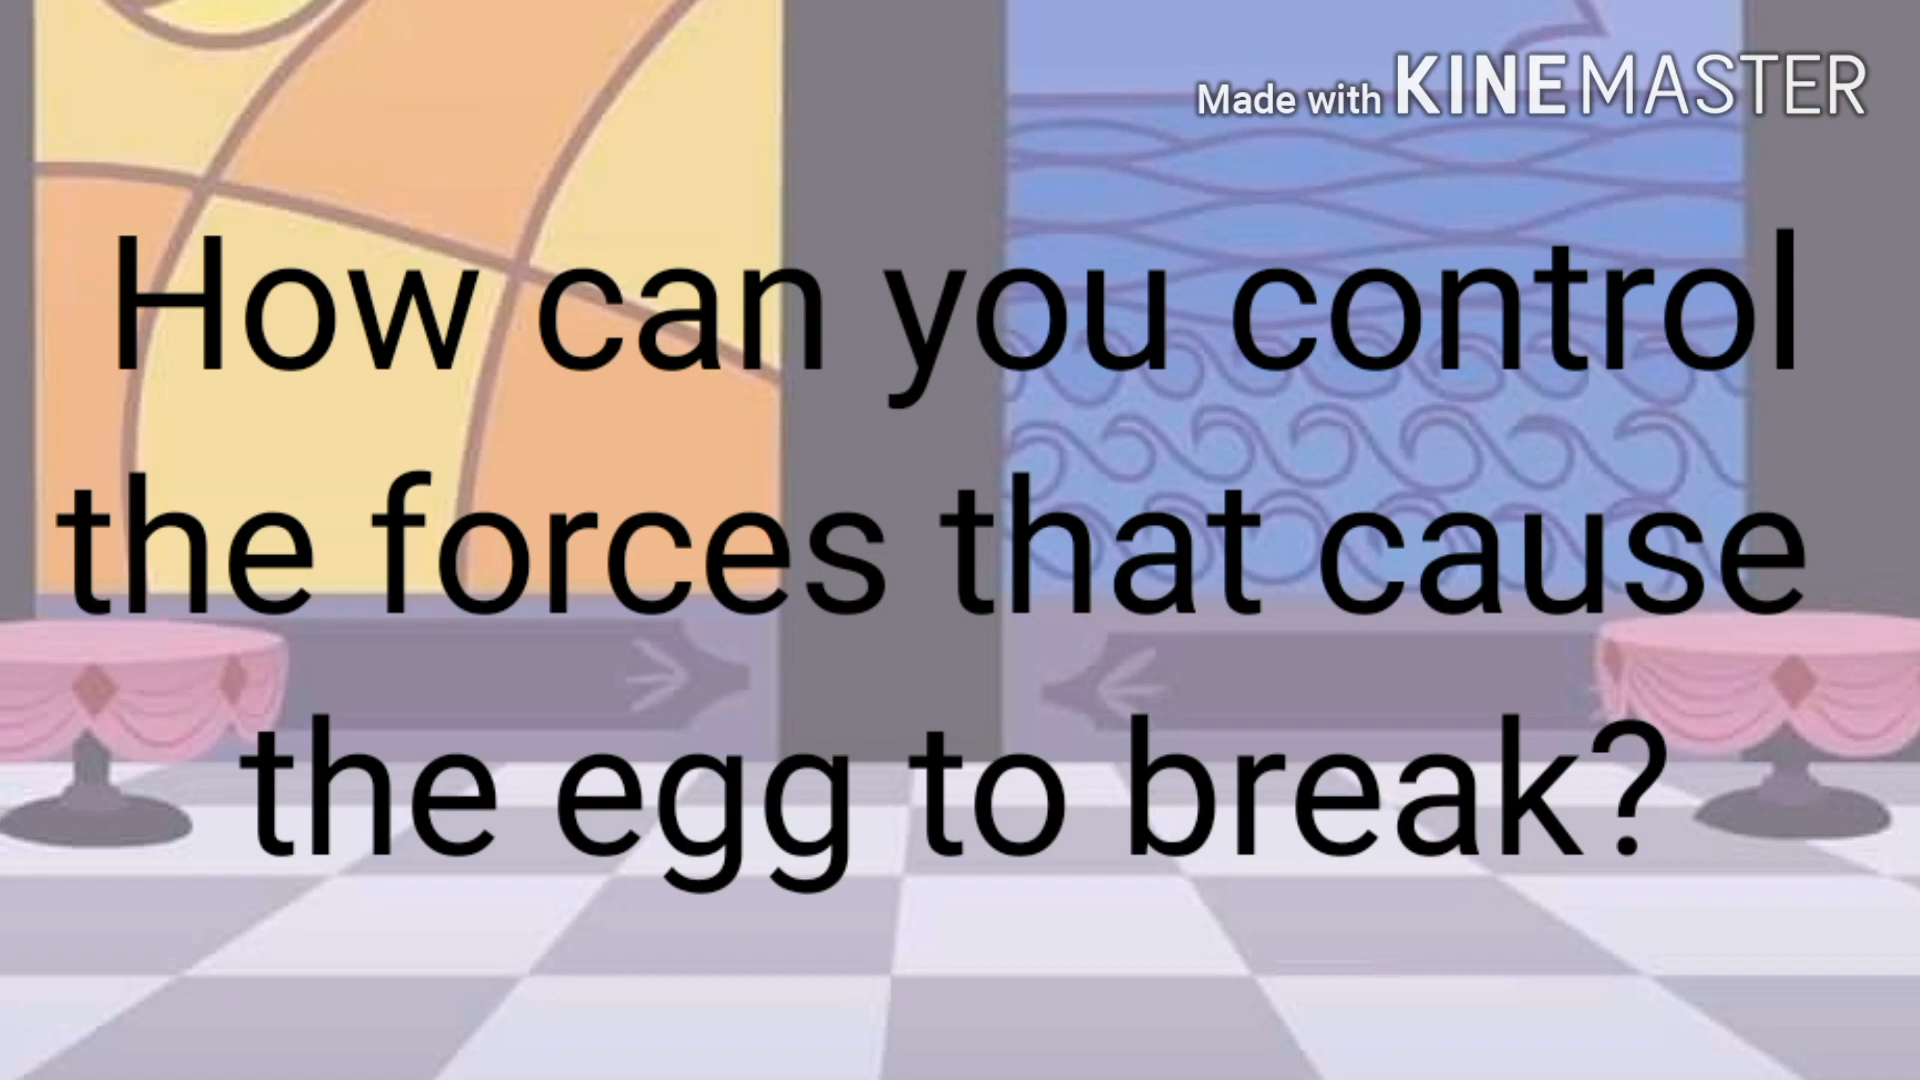 Made with KINEMASTER
How can you control
the forces that cause
the egg to break?